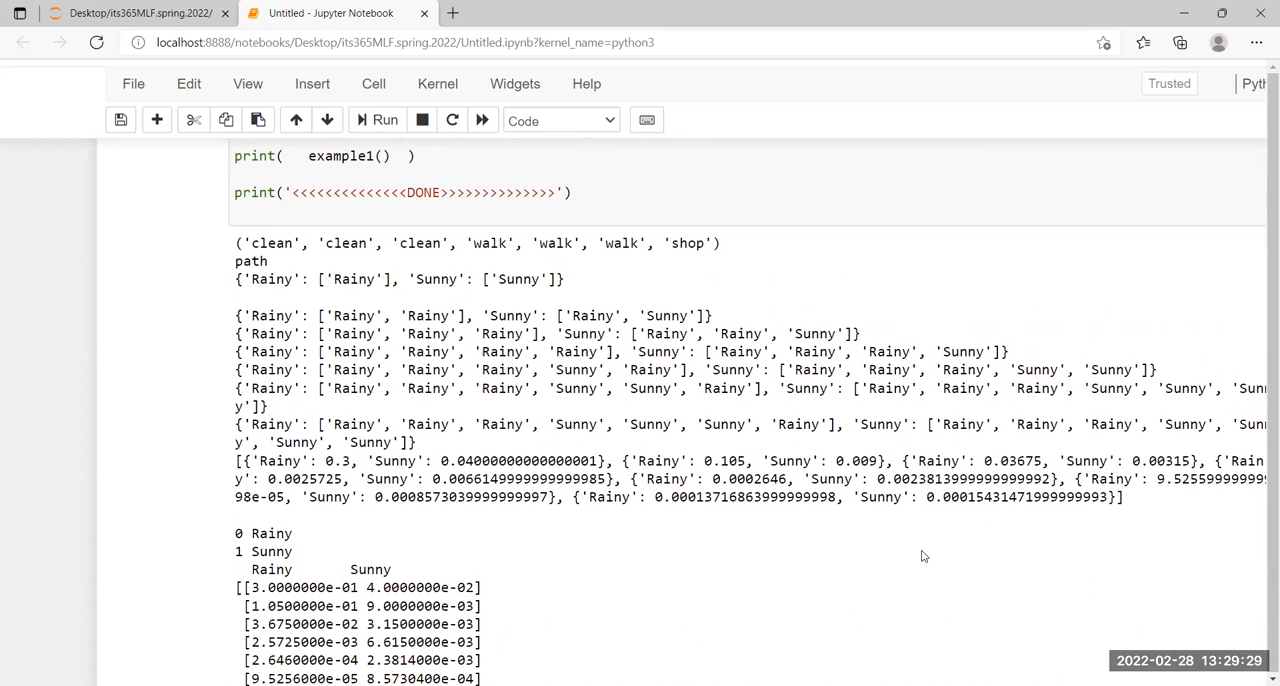 Desktop/its365MLF.spring.2022/
Untitled - Jupyter Notebook
localhost:8888/notebooks/Desktop/its365MLF.spring.2022/Untitled.ipynb?kernel_name=python3
File Edit View Insert Cell Kernel Widgets Help Trusted Pyth
Run Code
print(   example1()  )
print('<<<<<<<<<<<<<<DONE>>>>>>>>>>>>>>')
('clean', 'clean', 'clean', 'walk', 'walk', 'walk', 'shop')
path
{'Rainy': ['Rainy'], 'Sunny': ['Sunny']}
{'Rainy': ['Rainy', 'Rainy'], 'Sunny': ['Rainy', 'Sunny']}
{'Rainy': ['Rainy', 'Rainy', 'Rainy'], 'Sunny': ['Rainy', 'Rainy', 'Sunny']}
{'Rainy': ['Rainy', 'Rainy', 'Rainy', 'Rainy'], 'Sunny': ['Rainy', 'Rainy', 'Rainy', 'Sunny']}
{'Rainy': ['Rainy', 'Rainy', 'Rainy', 'Sunny', 'Rainy'], 'Sunny': ['Rainy', 'Rainy', 'Rainy', 'Sunny', 'Sunny']}
{'Rainy': ['Rainy', 'Rainy', 'Rainy', 'Sunny', 'Sunny', 'Rainy'], 'Sunny': ['Rainy', 'Rainy', 'Rainy', 'Sunny', 'Sunny', 'Sun
y']}
{'Rainy': ['Rainy', 'Rainy', 'Rainy', 'Sunny', 'Sunny', 'Sunny', 'Rainy'], 'Sunny': ['Rainy', 'Rainy', 'Rainy', 'Sun
y', 'Sunny', 'Sunny']}
[{'Rainy': 0.3, 'Sunny': 0.04000000000000001}, {'Rainy': 0.105, 'Sunny': 0.009}, {'Rainy': 0.03675, 'Sunny': 0.00315}, {'Rain
y': 0.0025725, 'Sunny': 0.0066149999999999985}, {'Rainy': 0.0002646, 'Sunny': 0.0023813999999999992}, {'Rainy': 9.52559999999
98e-05, 'Sunny': 0.0008573039999999997}, {'Rainy': 0.00013716863999999998, 'Sunny': 0.00015431471999999993}]
0 Rainy
1 Sunny
Rainy Sunny
[[3.0000000e-01 4.0000000e-02]
[1.0500000e-01 9.0000000e-03]
[3.6750000e-02 3.1500000e-03]
[2.5725000e-03 6.6150000e-03]
[2.6460000e-04 2.3814000e-03]
[9.5256000e-05 8.5730400e-04]
2022-02-28 13:29:29